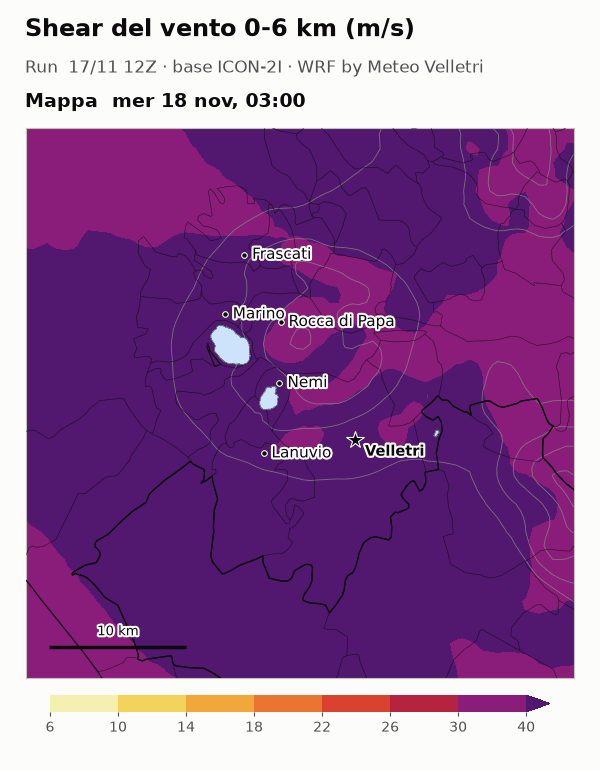 Shear del vento 0-6 km (m/s)
Run  17/11 12Z · base ICON-2I · WRF by Meteo Velletri
Mappa  mer 18 nov, 03:00
Frascati
Marino
Rocca di Papa
Nemi
Velletri
Lanuvio
10 km
6 10 14 18 22 26 30 40